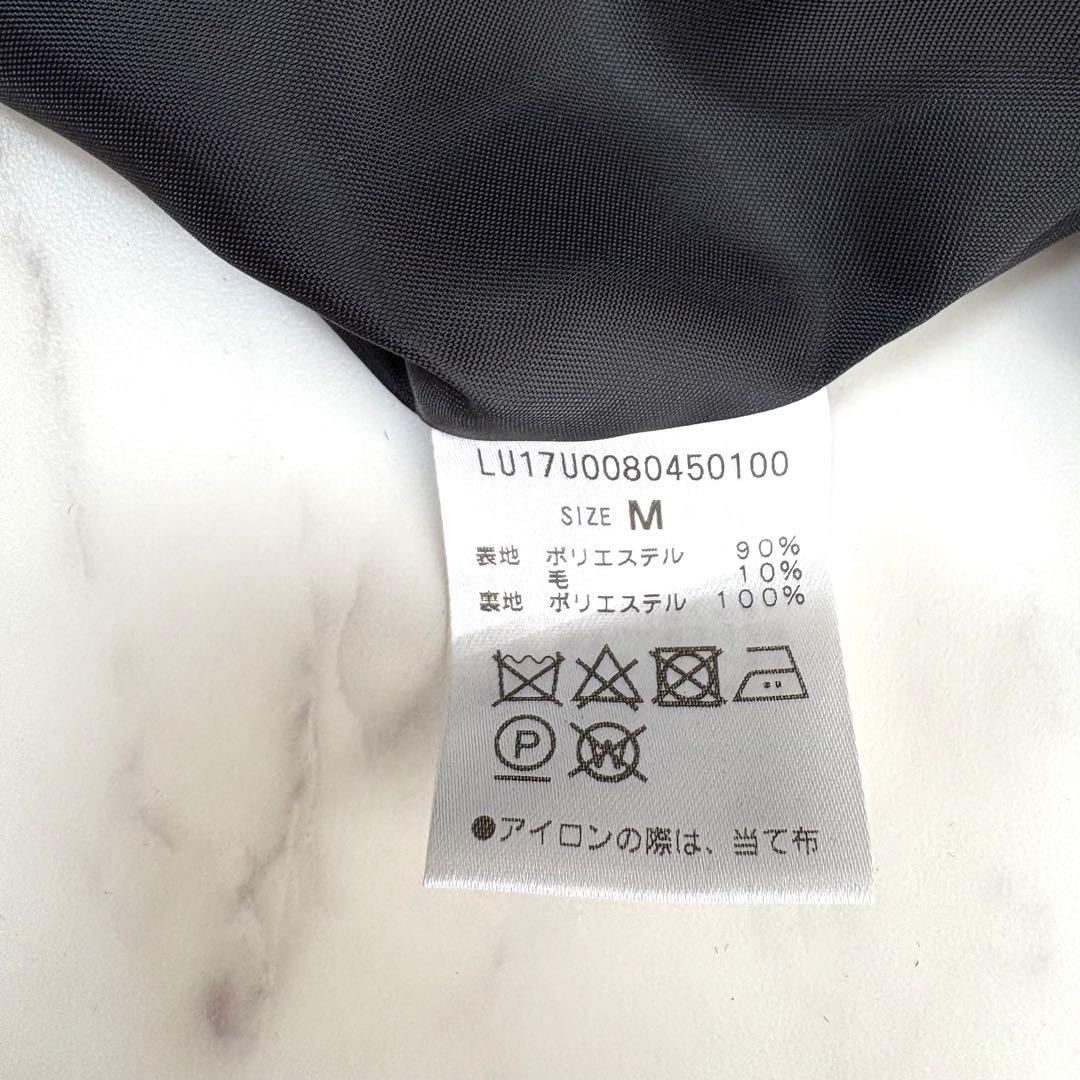 LU17U0080450100
SIZE M
表地 ポリエステル 90%
毛 10%
裏地 ポリエステル 100%
P
W
●アイロンの際は、当て布